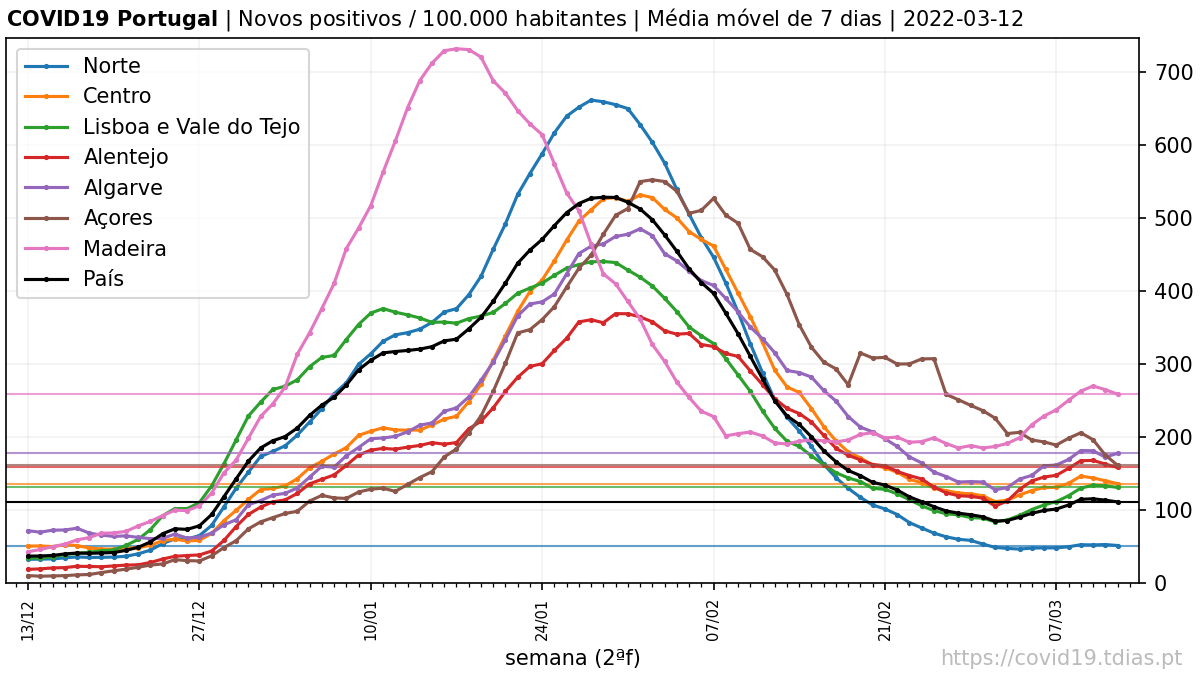 COVID19 Portugal | Novos positivos / 100.000 habitantes | Média móvel de 7 dias | 2022-03-12
Norte
Centro
Lisboa e Vale do Tejo
Alentejo
Algarve
Açores
Madeira
País
700
600
500
400
300
200
100
0
13/12
27/12
10/01
24/01
07/02
21/02
07/03
semana (2ªf)
https://covid19.tdias.pt